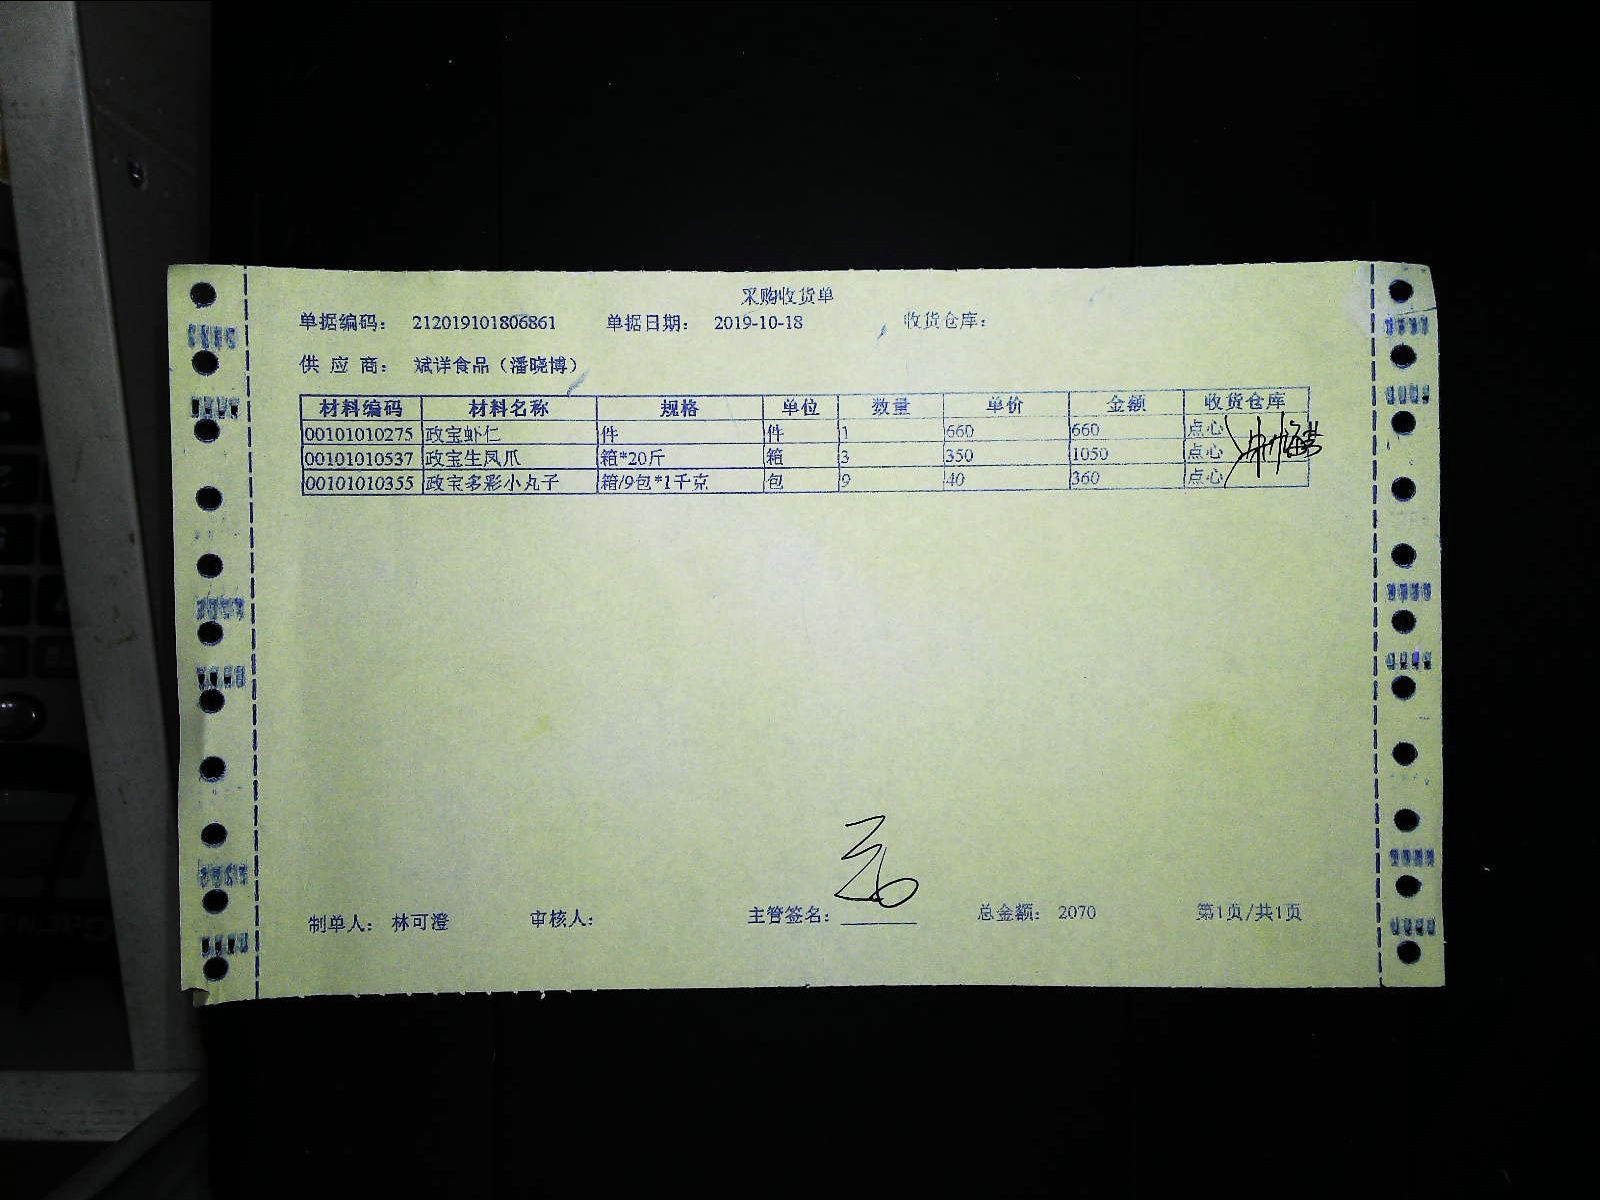 采购收货单
单据编码： 212019101806861 单据日期： 2019-10-18 收货仓库：
供 应 商： 斌详食品（潘晓博）
材料编码 材料名称 规格 单位 数量 单价 金额 收货仓库
00101010275 政宝虾仁 件 件 1 660 660 点心
00101010537 政宝生凤爪 箱*20斤 箱 3 350 1050 点心
00101010355 政宝多彩小丸子 箱/9包*1千克 包 9 40 360 点心
制单人： 林可澄 审核人： 主管签名： 总金额： 2070 第1页/共1页